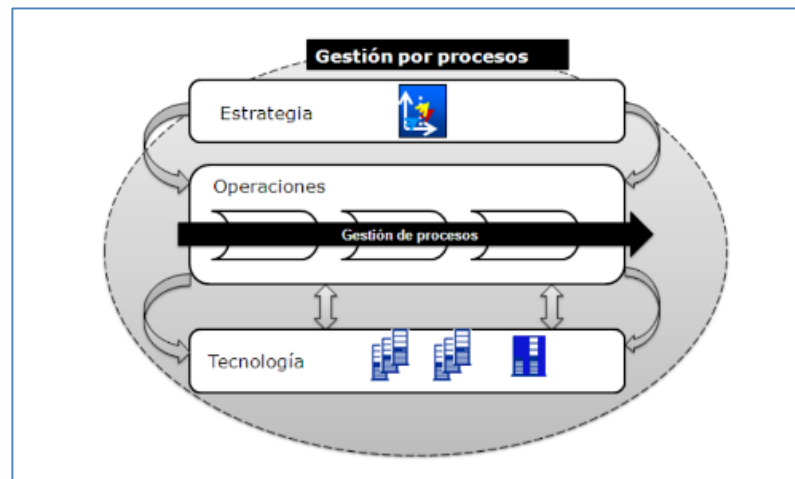 Gestión por procesos
Estrategia
Operaciones
Gestión de procesos
Tecnología